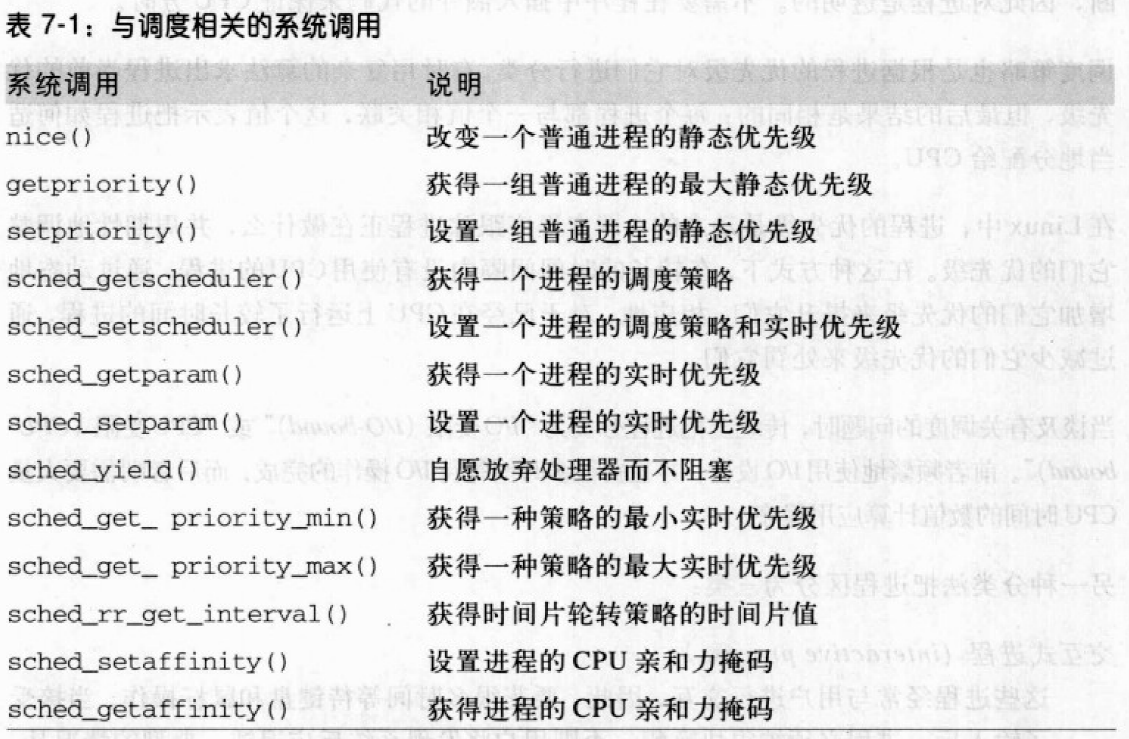 表 7-1：与调度相关的系统调用
系统调用 说明
nice() 改变一个普通进程的静态优先级
getpriority() 获得一组普通进程的最大静态优先级
setpriority() 设置一组普通进程的静态优先级
sched_getscheduler() 获得一个进程的调度策略
sched_setscheduler() 设置一个进程的调度策略和实时优先级
sched_getparam() 获得一个进程的实时优先级
sched_setparam() 设置一个进程的实时优先级
sched_yield() 自愿放弃处理器而不阻塞
sched_get_ priority_min() 获得一种策略的最小实时优先级
sched_get_ priority_max() 获得一种策略的最大实时优先级
sched_rr_get_interval() 获得时间片轮转策略的时间片值
sched_setaffinity() 设置进程的 CPU 亲和力掩码
sched_getaffinity() 获得进程的 CPU 亲和力掩码